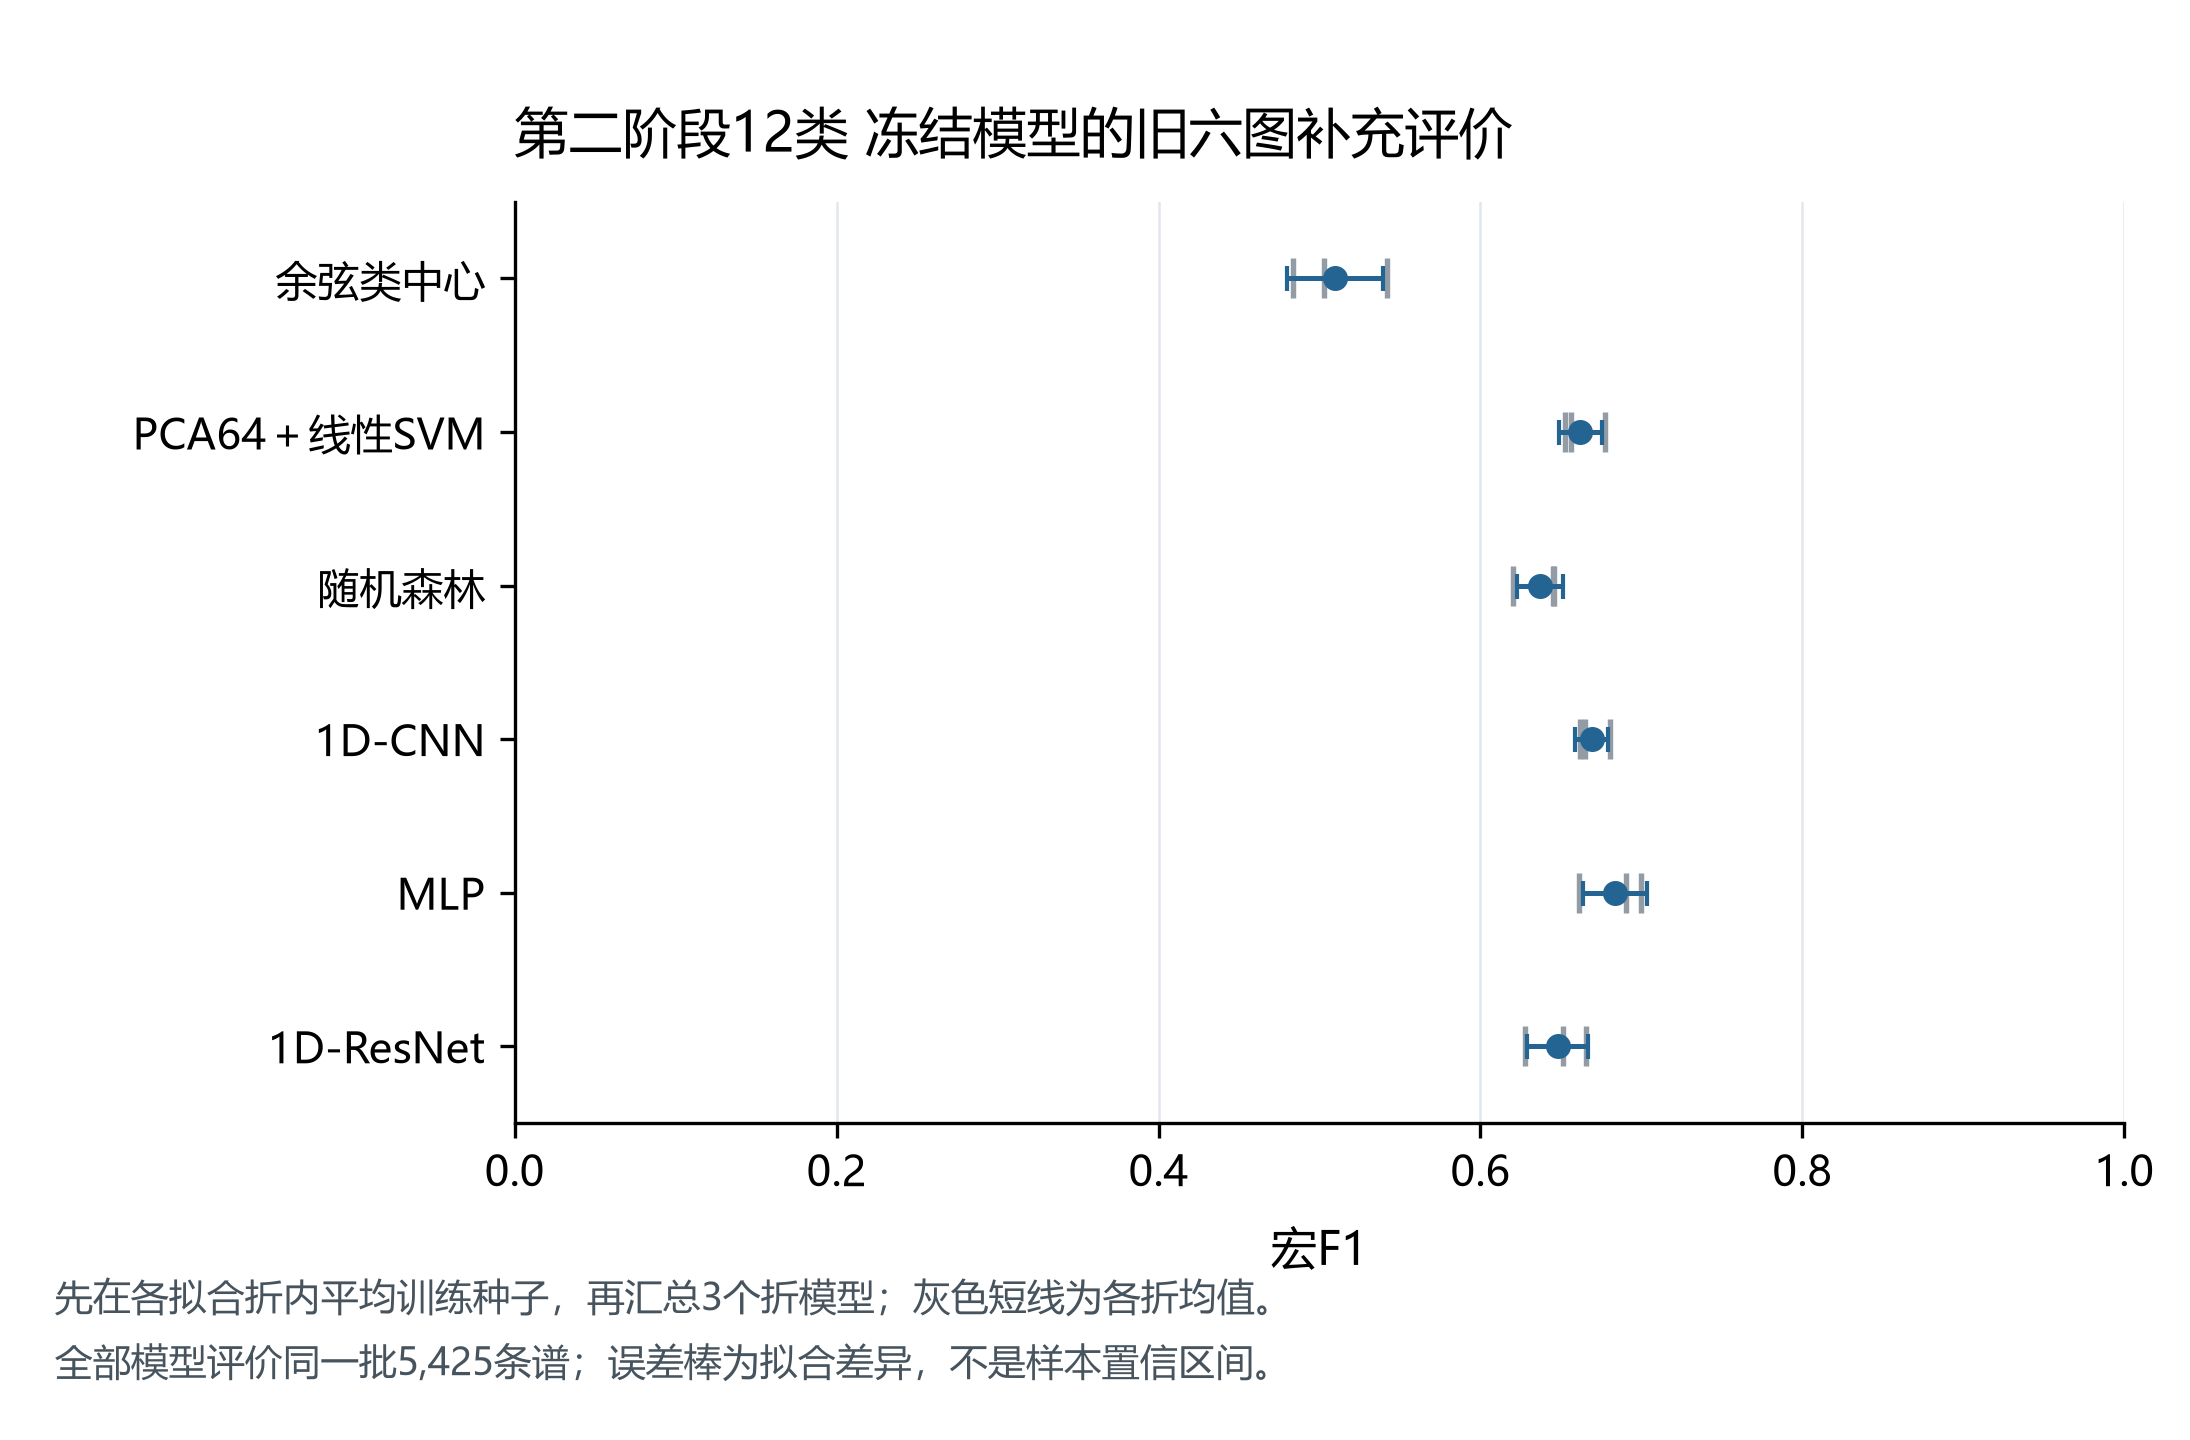 第二阶段12类 冻结模型的旧六图补充评价
余弦类中心
PCA64 + 线性SVM
随机森林
1D-CNN
MLP
1D-ResNet
0.0 0.2 0.4 0.6 0.8 1.0
宏F1
先在各拟合折内平均训练种子，再汇总3个折模型；灰色短线为各折均值。
全部模型评价同一批5,425条谱；误差棒为拟合差异，不是样本置信区间。